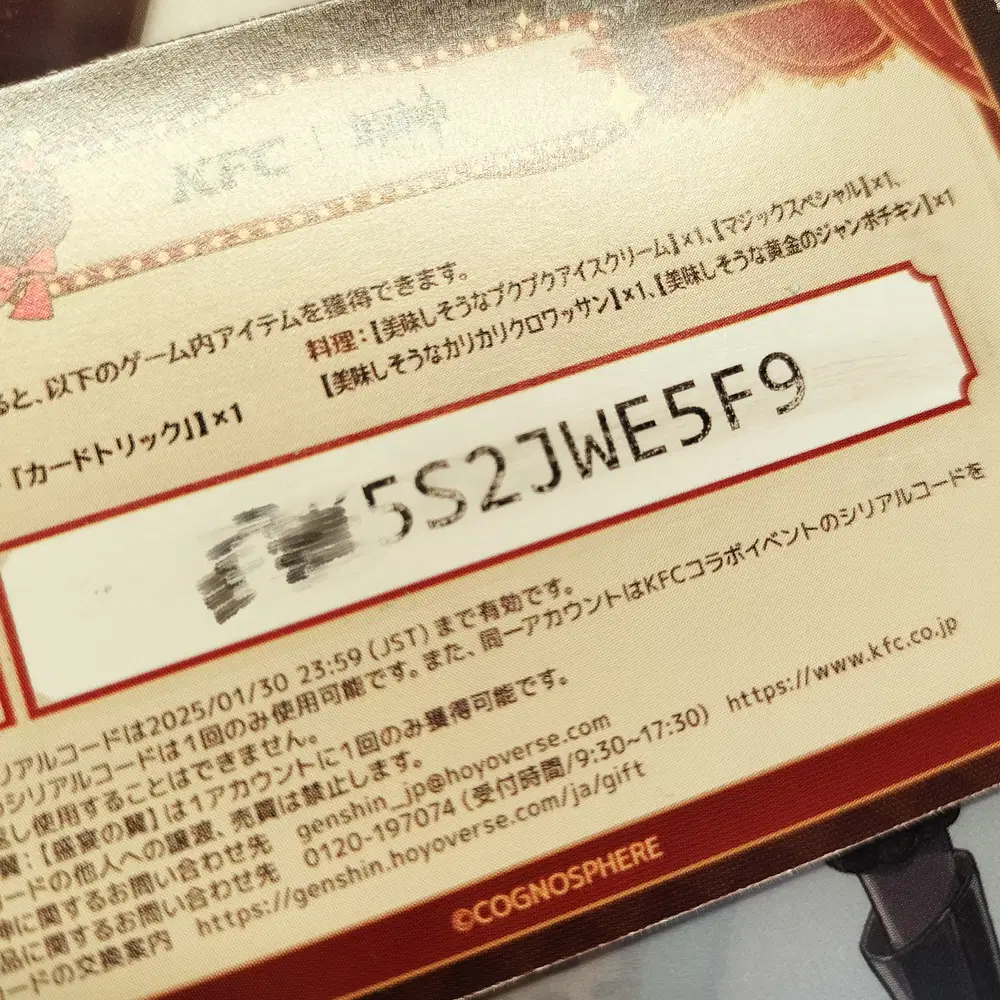 KFC 原神
ると、以下のゲーム内アイテムを獲得できます。
料理：【美味しそうなプクプクアイスクリーム】×1、【マジックスペシャル】×1、
【美味しそうなカリカリクロワッサン】×1、【美味しそうな黄金のジャンボチキン】×1
「カードトリック」】×1
5S2JWE5F9
リアルコードは2025/01/30 23:59（JST）まで有効です。
シリアルコードは1回のみ使用可能です。また、同一アカウントはKFCコラボイベントのシリアルコードを
返し使用することはできません。
翼：【盛宴の翼】は1アカウントに1回のみ獲得可能です。
コードの他人への譲渡、売買は禁止します。
神に関するお問い合わせ先 genshin_jp@hoyoverse.com
品に関するお問い合わせ先 0120-197074（受付時間/9:30~17:30） https://www.kfc.co.jp
コードの交換案内 https://genshin.hoyoverse.com/ja/gift
©COGNOSPHERE